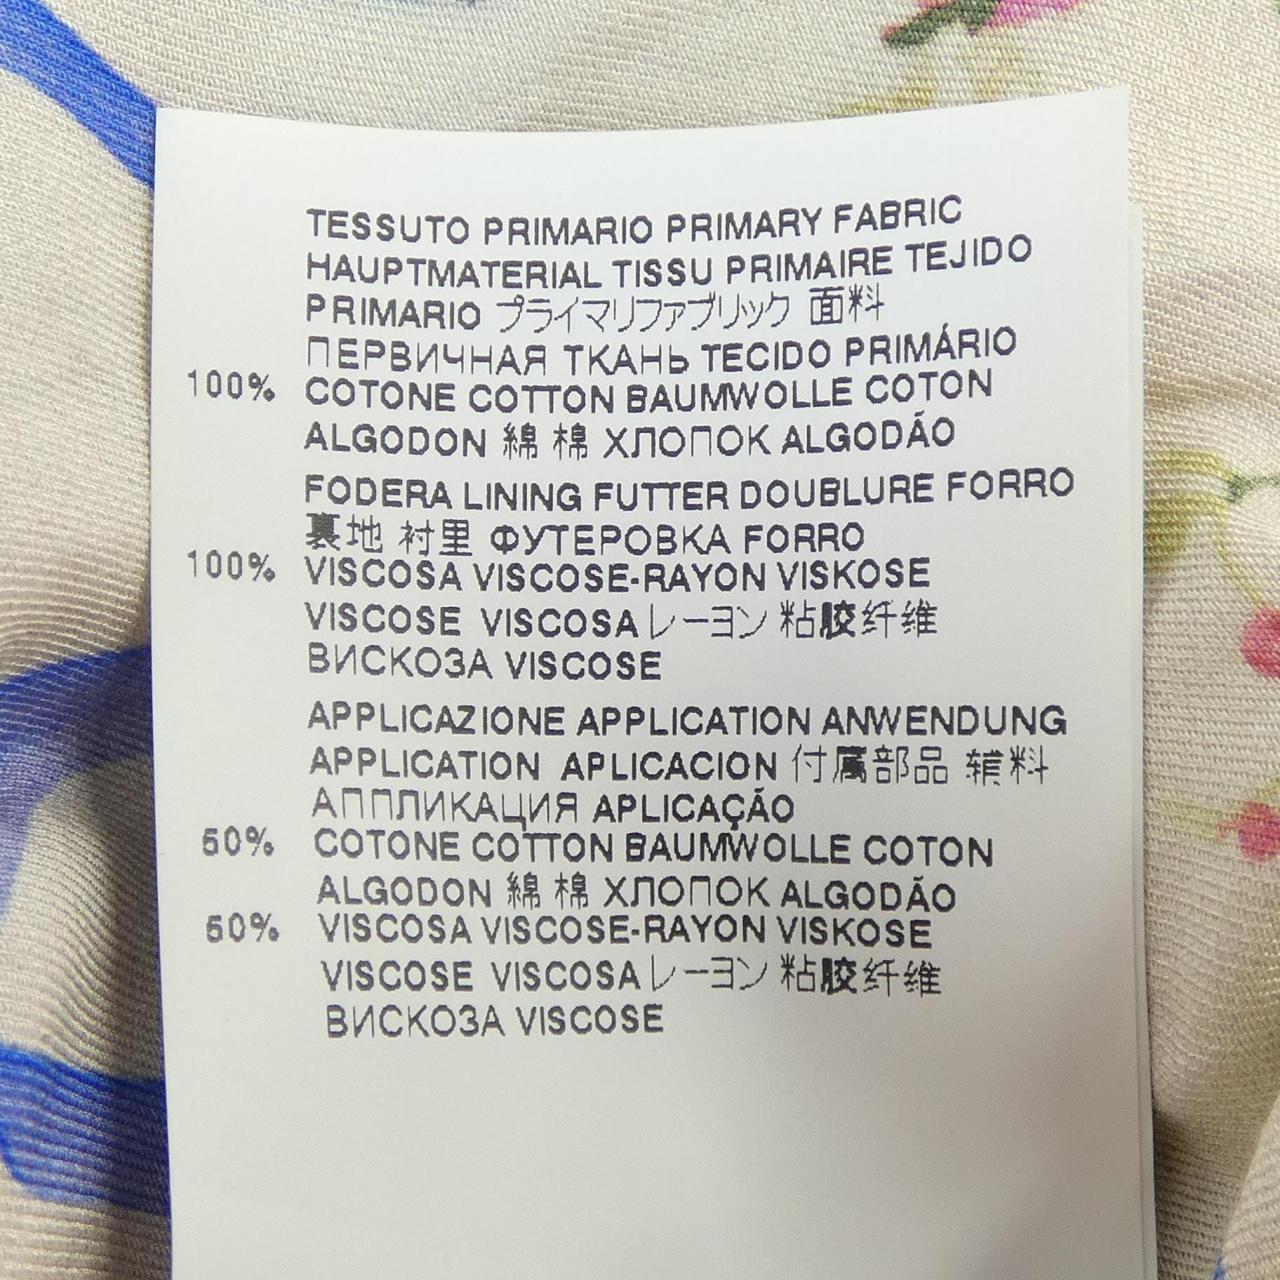 TESSUTO PRIMARIO PRIMARY FABRIC
HAUPTMATERIAL TISSU PRIMAIRE TEJIDO
PRIMARIO プライマリファブリック 面料
ПЕРВИЧНАЯ ТКАНЬ TECIDO PRIMÁRIO
100% COTONE COTTON BAUMWOLLE COTON
ALGODON 綿 棉 ХЛОПОК ALGODÃO
FODERA LINING FUTTER DOUBLURE FORRO
裏地 衬里 ФУТЕРОВКА FORRO
100% VISCOSA VISCOSE-RAYON VISKOSE
VISCOSE VISCOSA レーヨン 粘胶纤维
ВИСКОЗА VISCOSE
APPLICAZIONE APPLICATION ANWENDUNG
APPLICATION APLICACION 付属部品 辅料
АППЛИКАЦИЯ APLICAÇÃO
50% COTONE COTTON BAUMWOLLE COTON
ALGODON 綿 棉 ХЛОПОК ALGODÃO
50% VISCOSA VISCOSE-RAYON VISKOSE
VISCOSE VISCOSA レーヨン 粘胶纤维
ВИСКОЗА VISCOSE